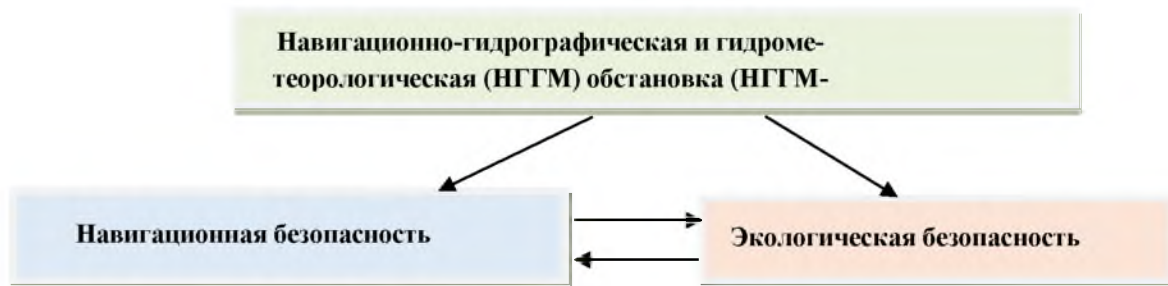 Навигационно-гидрографическая и гидроме-
теорологическая (НГГМ) обстановка (НГГМ-
Навигационная безопасность
Экологическая безопасность